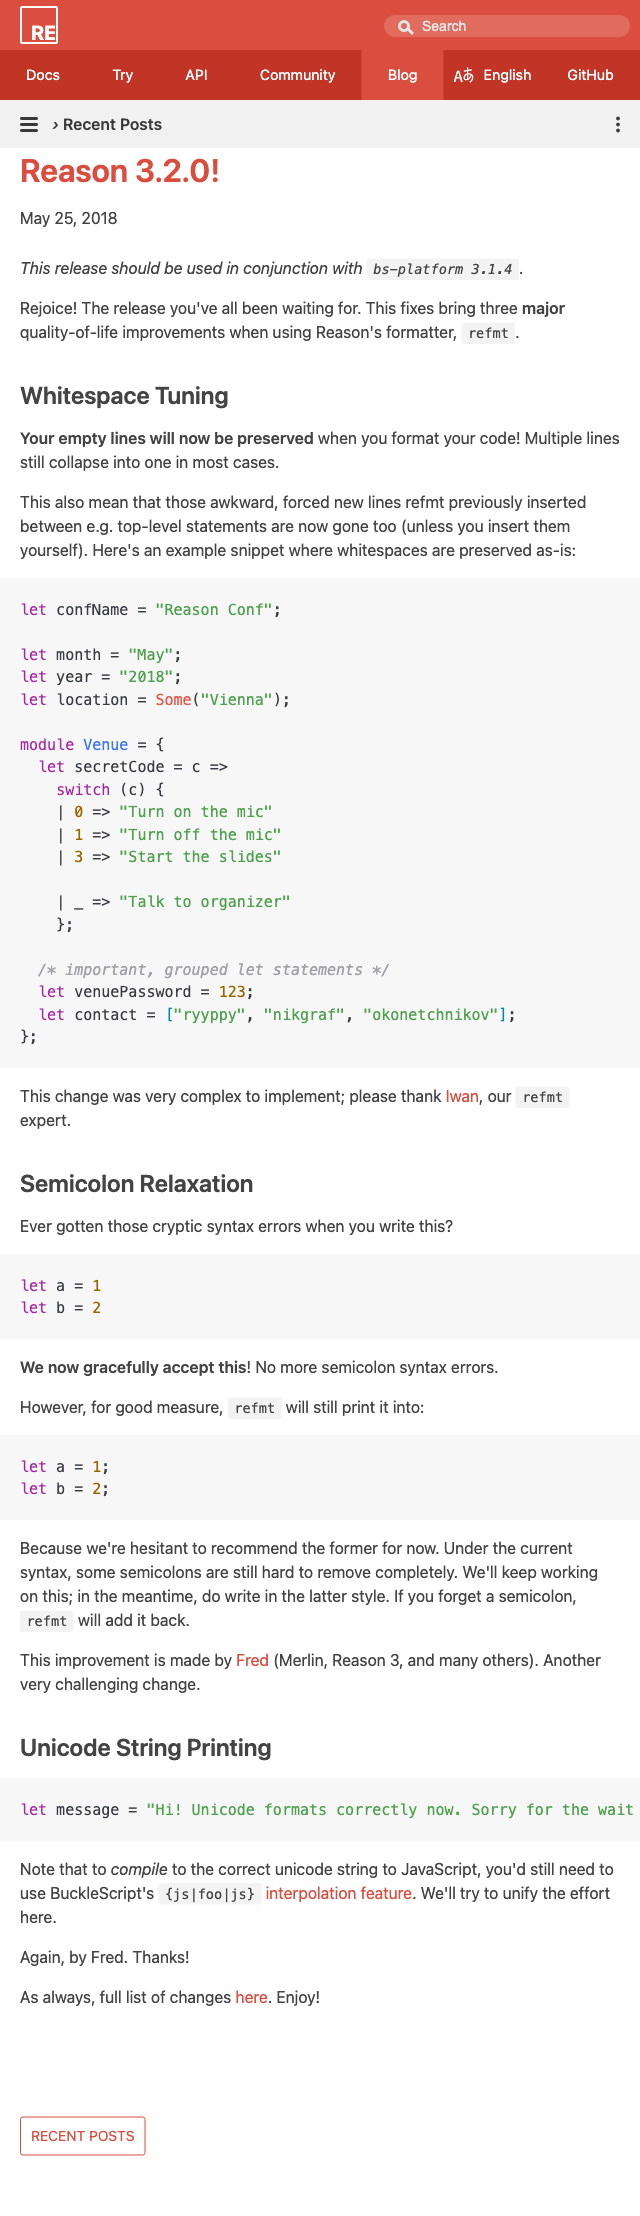 RE
Search
Docs
Try
API
Community
Blog
Aあ English
GitHub
› Recent Posts
Reason 3.2.0!
May 25, 2018
This release should be used in conjunction with bs-platform 3.1.4.
Rejoice! The release you've all been waiting for. This fixes bring three major
quality-of-life improvements when using Reason's formatter, refmt.
Whitespace Tuning
Your empty lines will now be preserved when you format your code! Multiple lines
still collapse into one in most cases.
This also mean that those awkward, forced new lines refmt previously inserted
between e.g. top-level statements are now gone too (unless you insert them
yourself). Here's an example snippet where whitespaces are preserved as-is:
let confName = "Reason Conf";
let month = "May";
let year = "2018";
let location = Some("Vienna");
module Venue = {
  let secretCode = c =>
    switch (c) {
    | 0 => "Turn on the mic"
    | 1 => "Turn off the mic"
    | 3 => "Start the slides"
    | _ => "Talk to organizer"
    };
  /* important, grouped let statements */
  let venuePassword = 123;
  let contact = ["ryyppy", "nikgraf", "okonetchnikov"];
};
This change was very complex to implement; please thank Iwan, our refmt
expert.
Semicolon Relaxation
Ever gotten those cryptic syntax errors when you write this?
let a = 1
let b = 2
We now gracefully accept this! No more semicolon syntax errors.
However, for good measure, refmt will still print it into:
let a = 1;
let b = 2;
Because we're hesitant to recommend the former for now. Under the current
syntax, some semicolons are still hard to remove completely. We'll keep working
on this; in the meantime, do write in the latter style. If you forget a semicolon,
refmt will add it back.
This improvement is made by Fred (Merlin, Reason 3, and many others). Another
very challenging change.
Unicode String Printing
let message = "Hi! Unicode formats correctly now. Sorry for the wait
Note that to compile to the correct unicode string to JavaScript, you'd still need to
use BuckleScript's {js|foo|js} interpolation feature. We'll try to unify the effort
here.
Again, by Fred. Thanks!
As always, full list of changes here. Enjoy!
RECENT POSTS